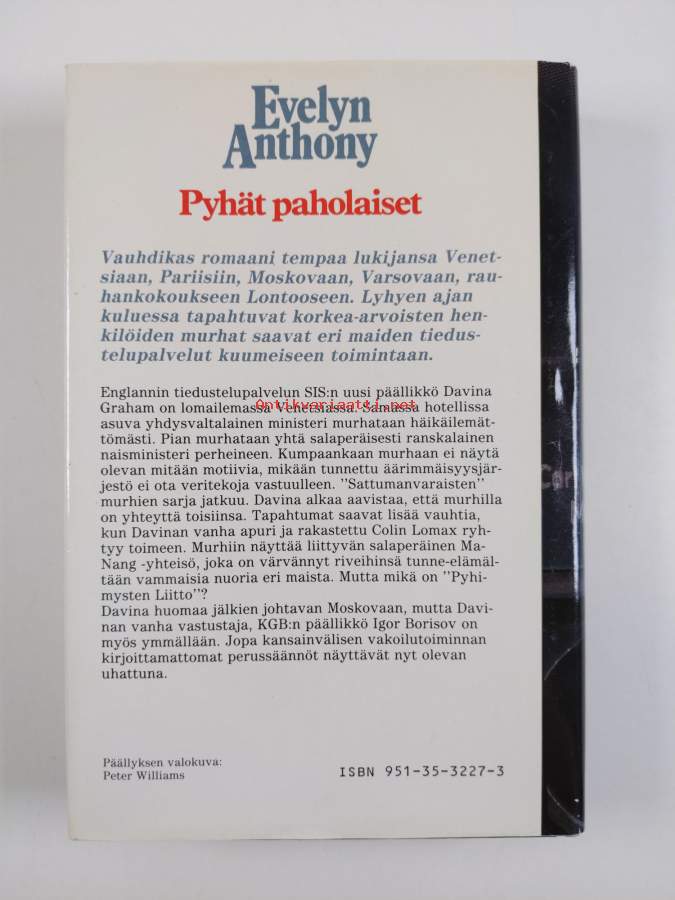 Evelyn
Anthony
Pyhät paholaiset
Vauhdikas romaani tempaa lukijansa Venet-
siaan, Pariisiin, Moskovaan, Varsovaan, rau-
hankokoukseen Lontooseen. Lyhyen ajan
kuluessa tapahtuvat korkea-arvoisten hen-
kilöiden murhat saavat eri maiden tiedus-
telupalvelut kuumeiseen toimintaan.
Englannin tiedustelupalvelun SIS:n uusi päällikkö Davina
Graham on lomailemassa Venetsiassa. Samassa hotellissa
antikvariaatti.net
asuva yhdysvaltalainen ministeri murhataan häikäilemät-
tömästi. Pian murhataan yhtä salaperäisesti ranskalainen
naisministeri perheineen. Kumpaankaan murhaan ei näytä
olevan mitään motiivia, mikään tunnettu äärimmäisyysjär-
jestö ei ota veritekoja vastuulleen. "Sattumanvaraisten"
murhien sarja jatkuu. Davina alkaa aavistaa, että murhilla
on yhteyttä toisiinsa. Tapahtumat saavat lisää vauhtia,
kun Davinan vanha apuri ja rakastettu Colin Lomax ryh-
tyy toimeen. Murhiin näyttää liittyvän salaperäinen Ma-
Nang -yhteisö, joka on värvännyt riveihinsä tunne-elämäl-
tään vammaisia nuoria eri maista. Mutta mikä on "Pyhi-
mysten Liitto"?
Davina huomaa jälkien johtavan Moskovaan, mutta Davi-
nan vanha vastustaja, KGB:n päällikkö Igor Borisov on
myös ymmällään. Jopa kansainvälisen vakoilutoiminnan
kirjoittamattomat perussäännöt näyttävät nyt olevan
uhattuna.
Päällyksen valokuva:
Peter Williams
ISBN 951-35-3227-3